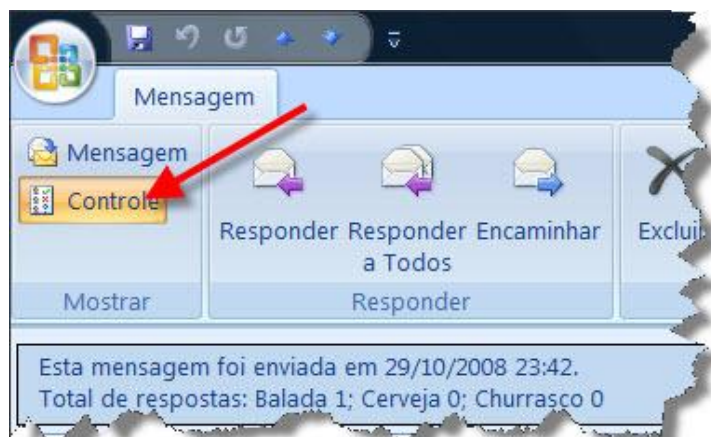 Mensagem
Mensagem
Controle
Responder
Responder a Todos
Encaminhar
Mostrar
Responder
Esta mensagem foi enviada em 29/10/2008 23:42.
Total de respostas: Balada 1; Cerveja 0; Churrasco 0